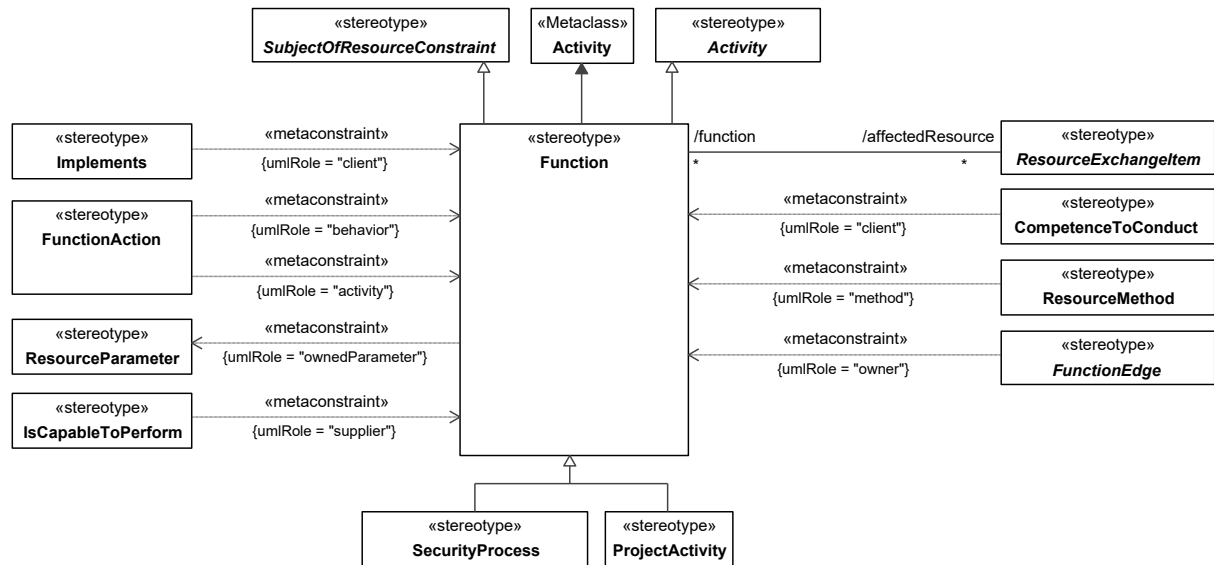 «stereotype»
SubjectOfResourceConstraint
«Metaclass»
Activity
«stereotype»
Activity
«stereotype»
Implements
«metaconstraint»
{umlRole = "client"}
«stereotype»
FunctionAction
«metaconstraint»
{umlRole = "behavior"}
«metaconstraint»
{umlRole = "activity"}
«stereotype»
ResourceParameter
«metaconstraint»
{umlRole = "ownedParameter"}
«stereotype»
IsCapableToPerform
«metaconstraint»
{umlRole = "supplier"}
«stereotype»
Function
/function
/affectedResource
*
*
«stereotype»
ResourceExchangeItem
«metaconstraint»
{umlRole = "client"}
«stereotype»
CompetenceToConduct
«metaconstraint»
{umlRole = "method"}
«stereotype»
ResourceMethod
«metaconstraint»
{umlRole = "owner"}
«stereotype»
FunctionEdge
«stereotype»
SecurityProcess
«stereotype»
ProjectActivity